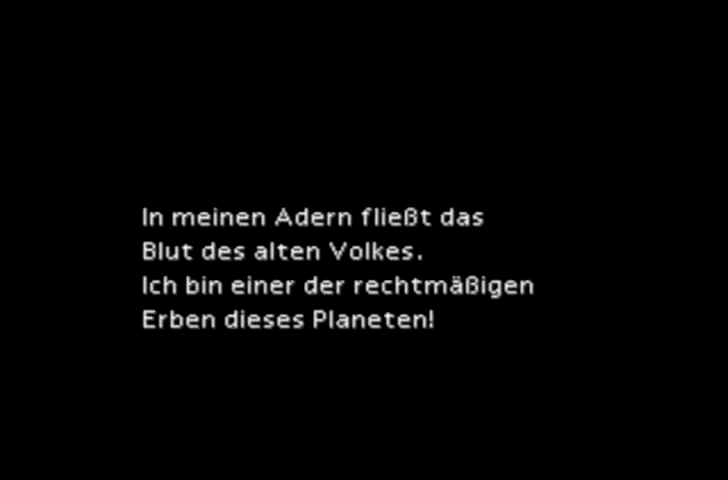 In meinen Adern fließt das
Blut des alten Volkes.
Ich bin einer der rechtmäßigen
Erben dieses Planeten!